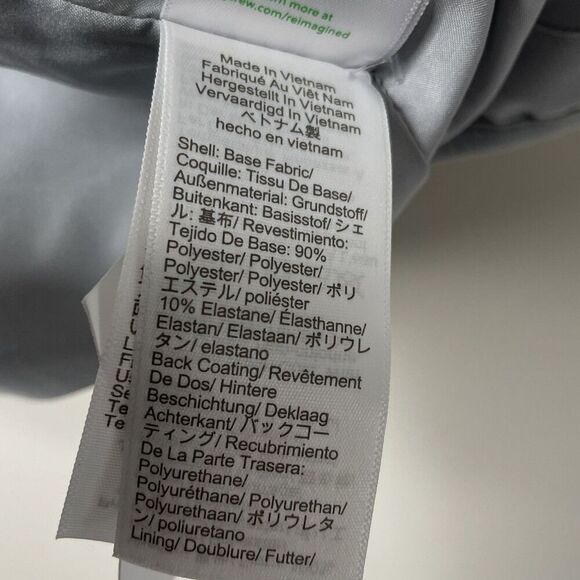 more at
crew.com/reimagined
Made In Vietnam
Fabriqué Au Viêt Nam
Hergestellt In Vietnam
Vervaardigd In Vietnam
ベトナム製
hecho en vietnam
Shell: Base Fabric/
Coquille: Tissu De Base/
Außenmaterial: Grundstoff/
Buitenkant: Basisstof/ シェ
ル: 基布/ Revestimiento:
Tejido De Base: 90%
Polyester/ Polyester/
Polyester/ Polyester/ ポリ
エステル/ poliéster
10% Elastane/ Élasthanne/
Elastan/ Elastaan/ ポリウレ
タン/ elastano
Back Coating/ Revêtement
De Dos/ Hintere
Beschichtung/ Deklaag
Achterkant/ バックコー
ティング/ Recubrimiento
De La Parte Trasera:
Polyurethane/
Polyuréthane/ Polyurethan/
Polyurethaan/ ポリウレタ
ン/ poliuretano
Lining/ Doublure/ Futter/